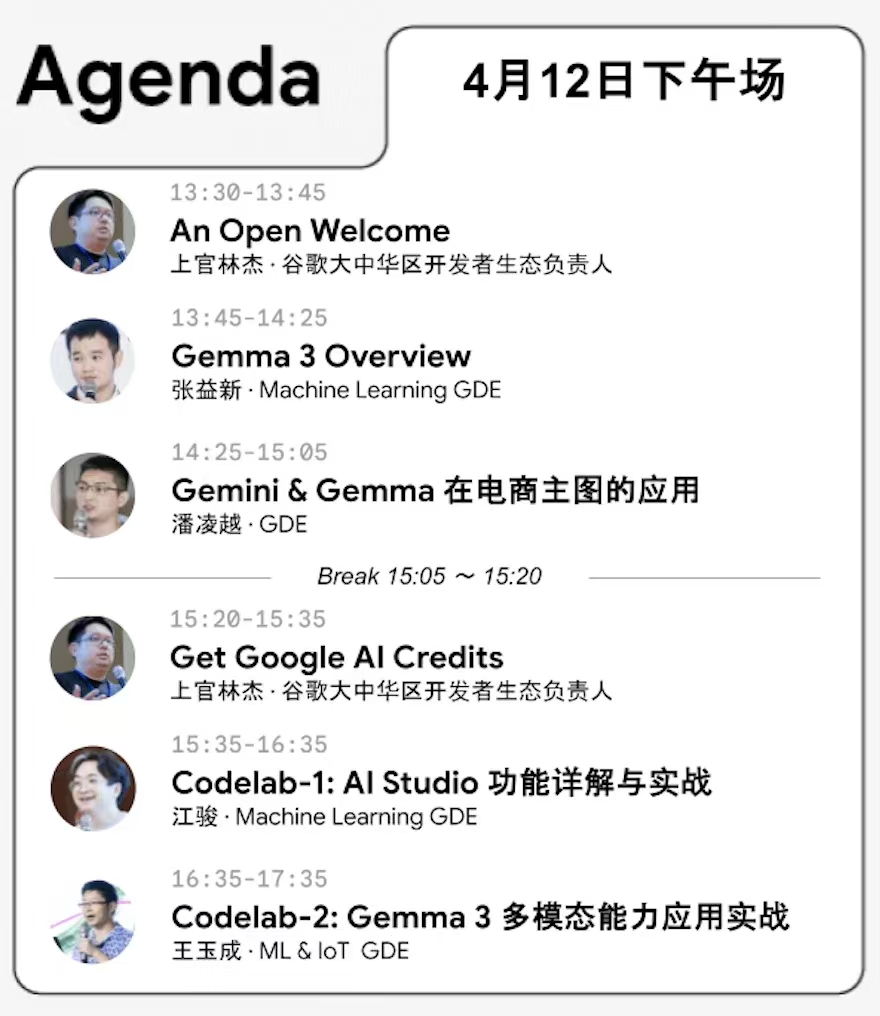 Agenda
4月12日下午场
13:30-13:45
An Open Welcome
上官林杰 · 谷歌大中华区开发者生态负责人
13:45-14:25
Gemma 3 Overview
张益新 · Machine Learning GDE
14:25-15:05
Gemini & Gemma 在电商主图的应用
潘凌越 · GDE
Break 15:05 ～ 15:20
15:20-15:35
Get Google AI Credits
上官林杰 · 谷歌大中华区开发者生态负责人
15:35-16:35
Codelab-1: AI Studio 功能详解与实战
江骏 · Machine Learning GDE
16:35-17:35
Codelab-2: Gemma 3 多模态能力应用实战
王玉成 · ML & IoT GDE